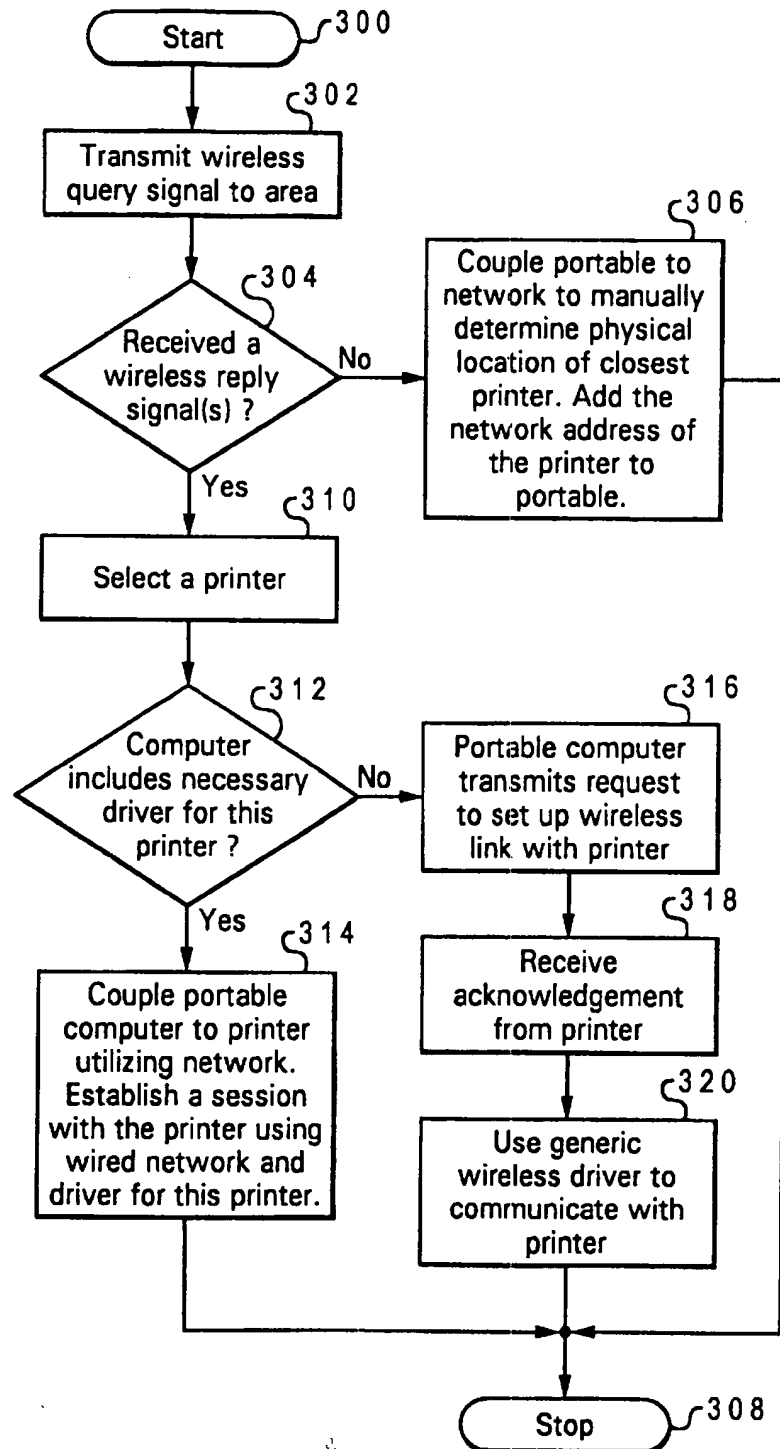 Start
300
302
Transmit wireless
query signal to area
304
Received a
wireless reply
signal(s) ?
No
Yes
306
Couple portable to
network to manually
determine physical
location of closest
printer. Add the
network address of
the printer to
portable.
310
Select a printer
312
Computer
includes necessary
driver for this
printer ?
No
Yes
316
Portable computer
transmits request
to set up wireless
link with printer
314
Couple portable
computer to printer
utilizing network.
Establish a session
with the printer using
wired network and
driver for this printer.
318
Receive
acknowledgement
from printer
320
Use generic
wireless driver to
communicate with
printer
Stop
308